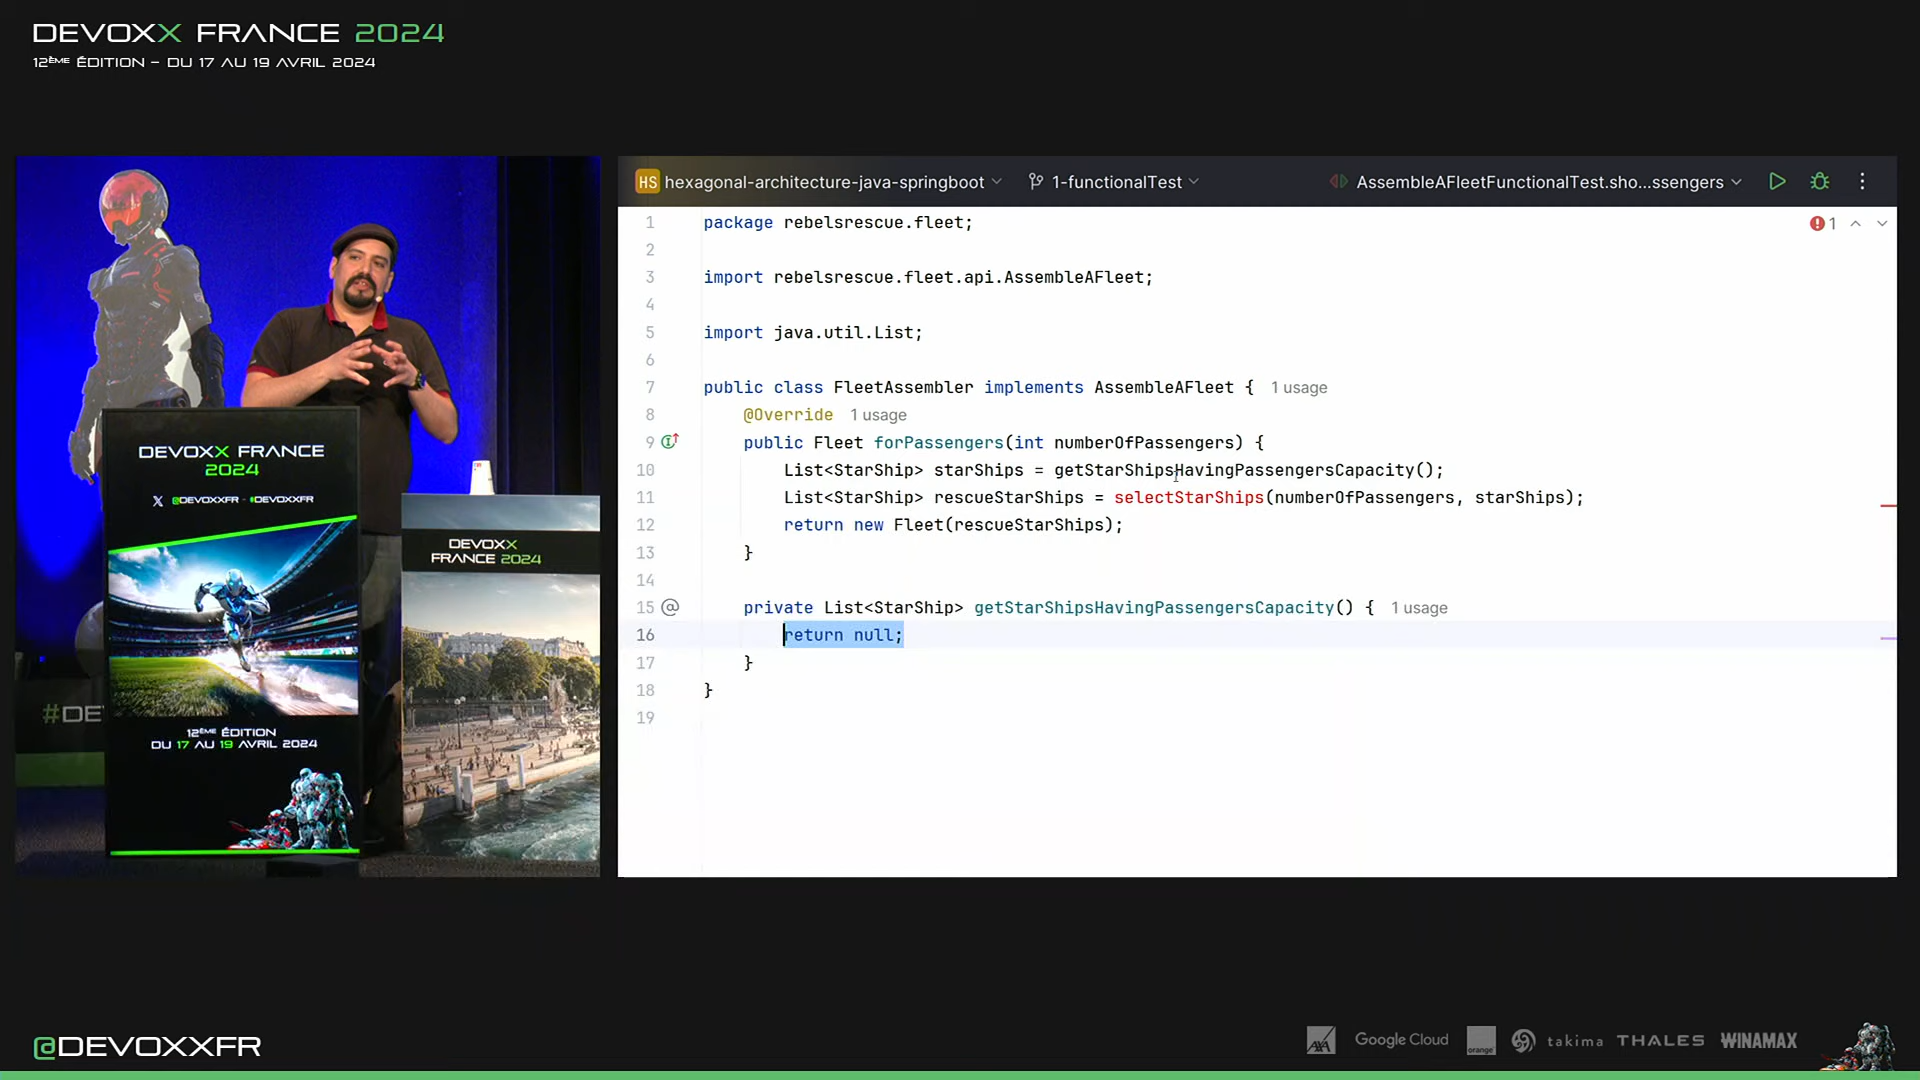 DEVOXX FRANCE 2024
12ÈME ÉDITION – DU 17 AU 19 AVRIL 2024
DEVOXX FRANCE
2024
X @DEVOXXFR - #DEVOXXFR
12ÈME ÉDITION
DU 17 AU 19 AVRIL 2024
#DE
DEVOXX
FRANCE 2024
HS hexagonal-architecture-java-springboot 1-functionalTest AssembleAFleetFunctionalTest.sho...ssengers
1 package rebelsrescue.fleet; 1
2
3 import rebelsrescue.fleet.api.AssembleAFleet;
4
5 import java.util.List;
6
7 public class FleetAssembler implements AssembleAFleet { 1 usage
8 @Override 1 usage
9 public Fleet forPassengers(int numberOfPassengers) {
10 List<StarShip> starShips = getStarShipsHavingPassengersCapacity();
11 List<StarShip> rescueStarShips = selectStarShips(numberOfPassengers, starShips);
12 return new Fleet(rescueStarShips);
13 }
14
15 private List<StarShip> getStarShipsHavingPassengersCapacity() { 1 usage
16 return null;
17 }
18 }
19
@DEVOXXFR
AXA Google Cloud orange takima THALES WINAMAX